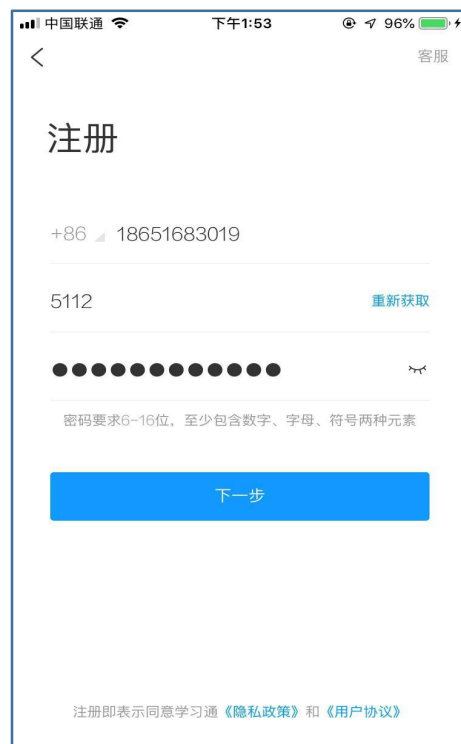 中国联通 下午1:53 96%
客服
注册
+86 18651683019
5112 重新获取
●●●●●●●●●●●●
密码要求6-16位，至少包含数字、字母、符号两种元素
下一步
注册即表示同意学习通《隐私政策》和《用户协议》